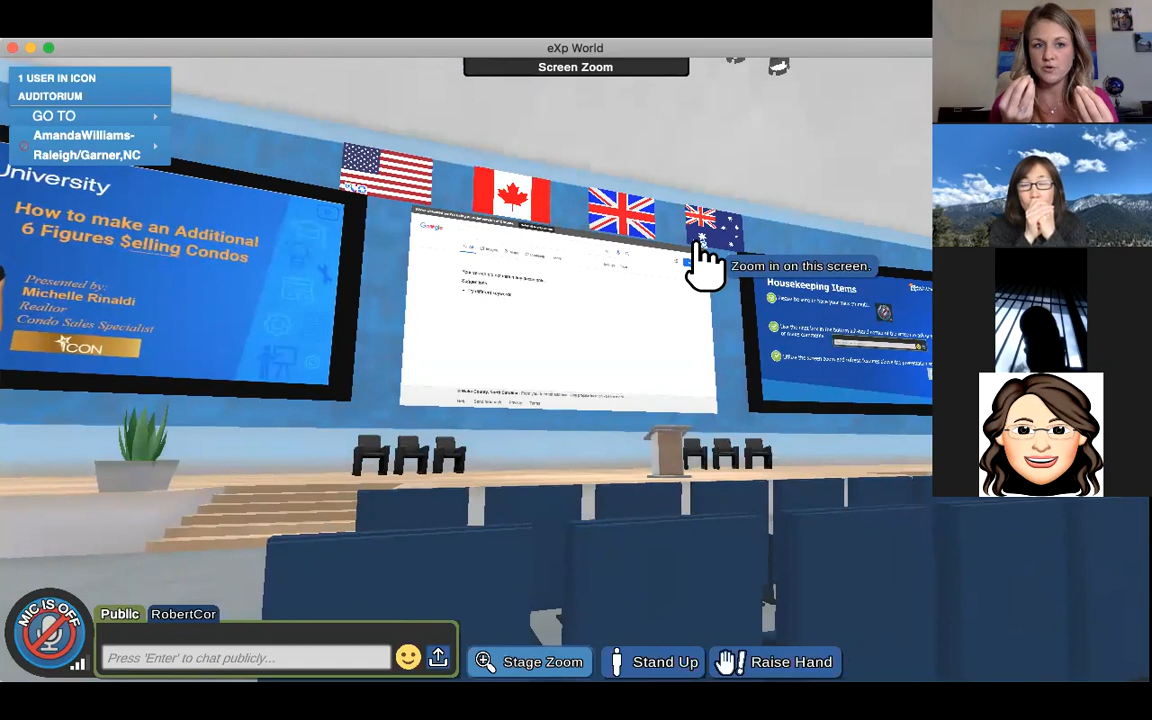 eXp World
Screen Zoom
1 USER IN ICON
AUDITORIUM
GO TO
AmandaWilliams-
Raleigh/Garner,NC
University
How to make an Additional
6 Figures $elling Condos
Presented by:
Michelle Rinaldi
Realtor
Condo Sales Specialist
ICON
Google
Zoom in on this screen.
Housekeeping Items
MIC IS OFF
Public
RobertCor
Press 'Enter' to chat publicly...
Stage Zoom
Stand Up
Raise Hand